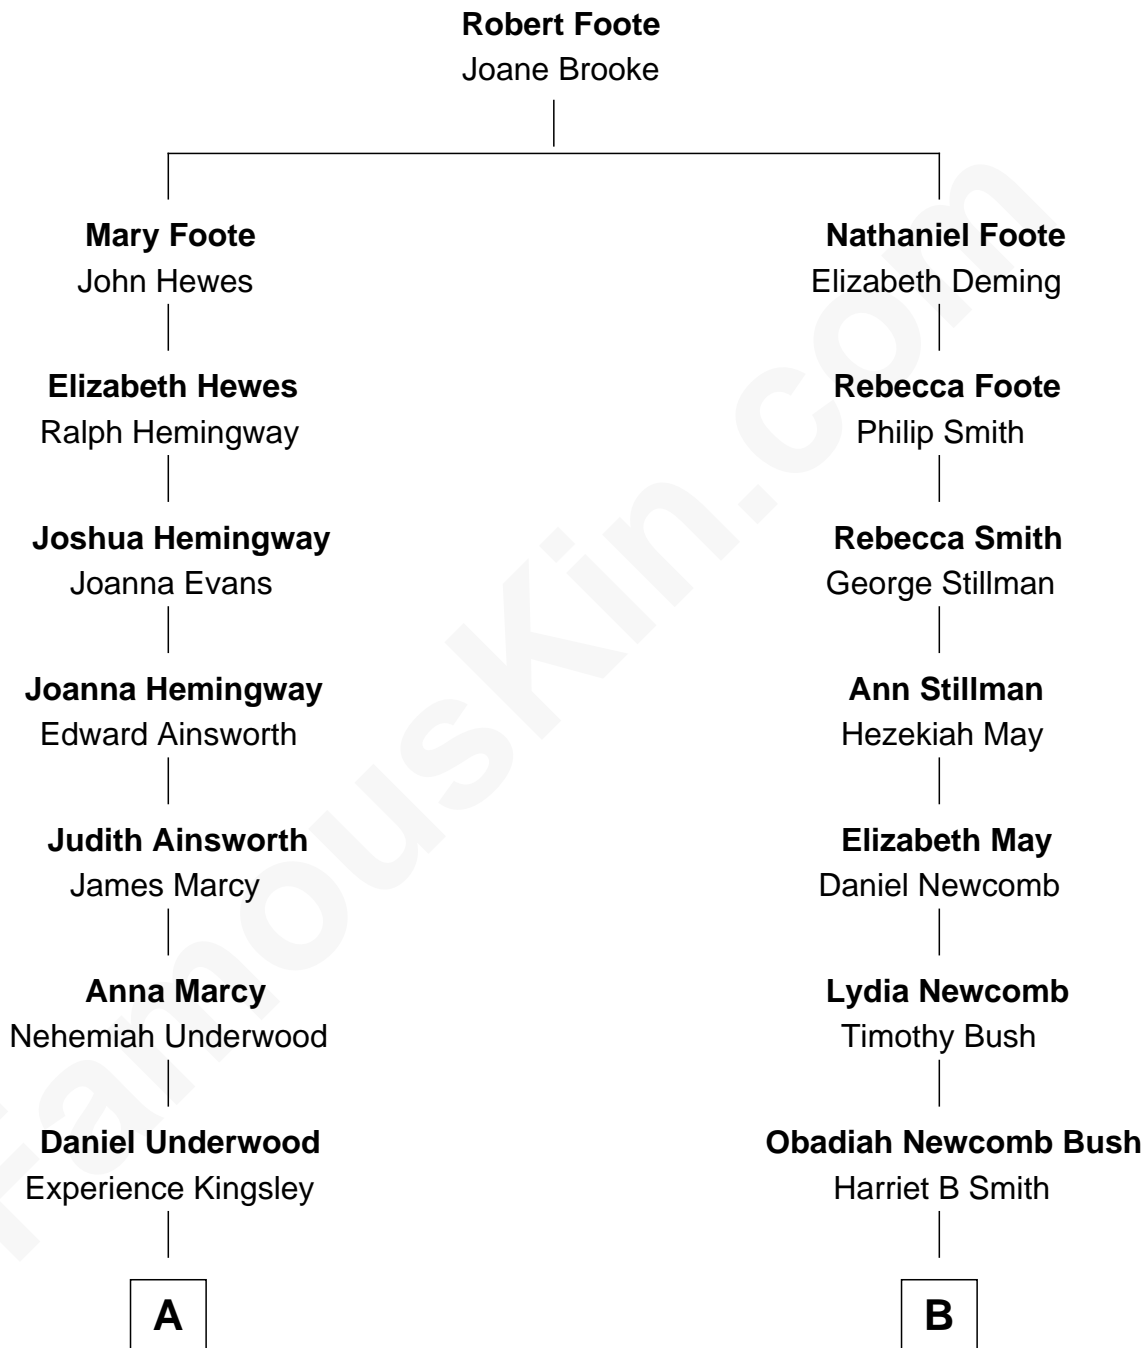 Robert Foote
Joane Brooke
Mary Foote
John Hewes
Nathaniel Foote
Elizabeth Deming
Elizabeth Hewes
Ralph Hemingway
Rebecca Foote
Philip Smith
Joshua Hemingway
Joanna Evans
Rebecca Smith
George Stillman
Joanna Hemingway
Edward Ainsworth
Ann Stillman
Hezekiah May
Judith Ainsworth
James Marcy
Elizabeth May
Daniel Newcomb
Anna Marcy
Nehemiah Underwood
Lydia Newcomb
Timothy Bush
Daniel Underwood
Experience Kingsley
Obadiah Newcomb Bush
Harriet B Smith
A
B
FamousKin.com